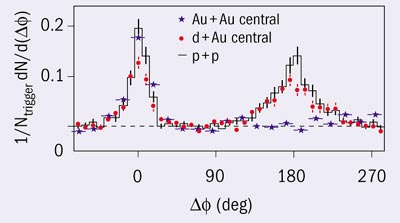 0.2
0.1
0
1/N trigger dN/d(Δϕ)
Au+Au central
d+Au central
p+p
0 90 180 270
Δϕ (deg)